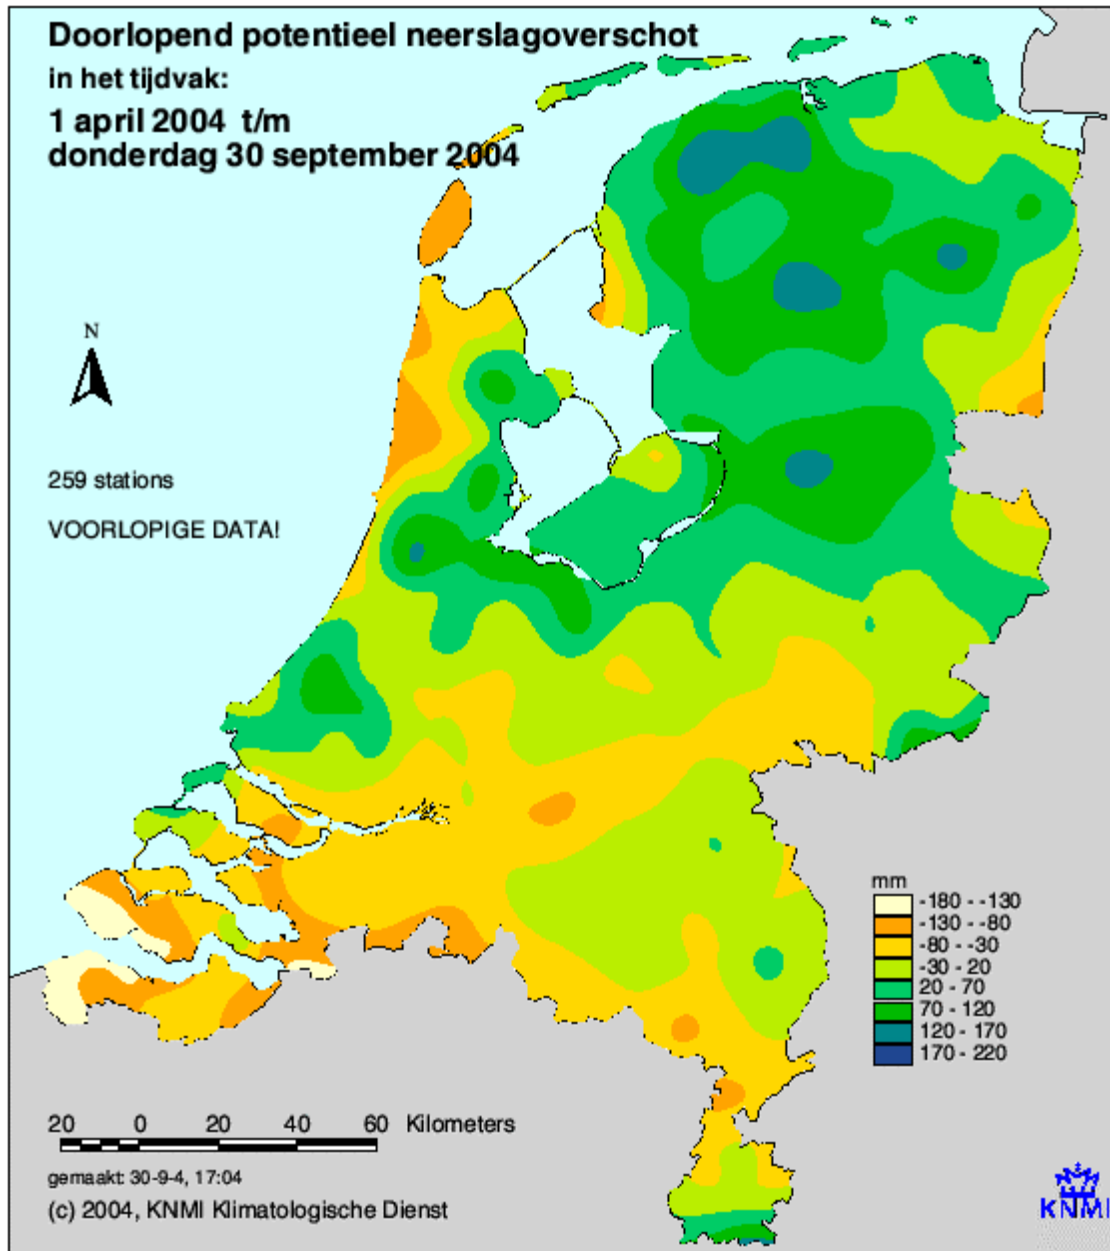 Doorlopend potentieel neerslagoverschot
in het tijdvak:
1 april 2004 t/m
donderdag 30 september 2004
N
259 stations
VOORLOPIGE DATA!
mm
-180 - -130
-130 - -80
-80 - -30
-30 - 20
20 - 70
70 - 120
120 - 170
170 - 220
20 0 20 40 60 Kilometers
gemaakt: 30-9-4, 17:04
(c) 2004, KNMI Klimatologische Dienst
KNMI